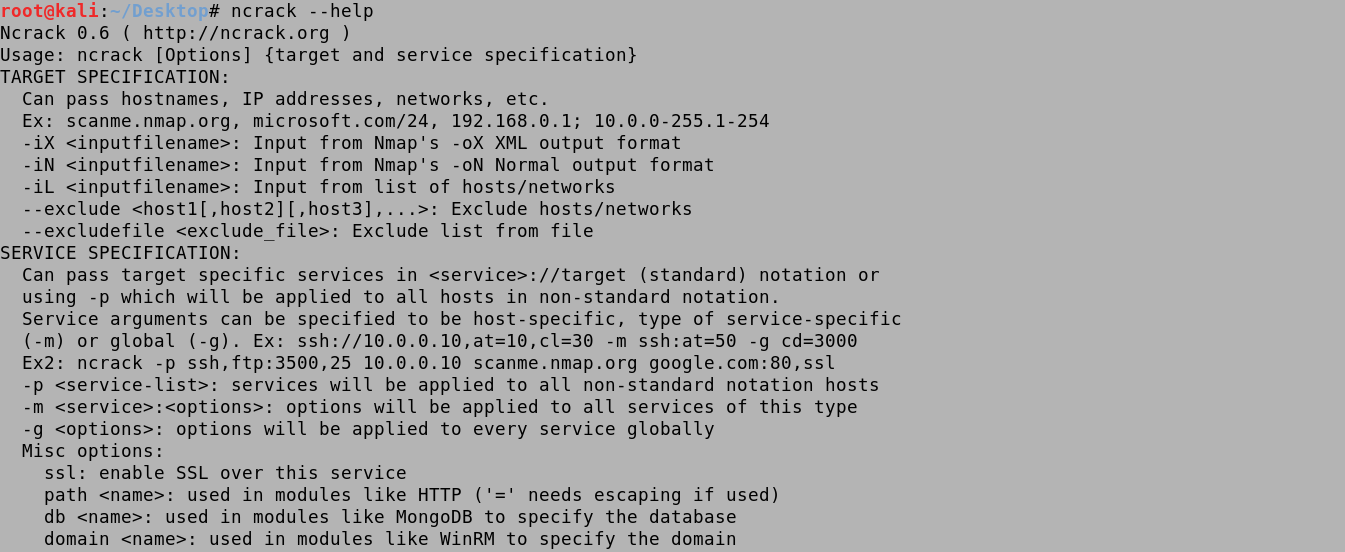 root@kali:~/Desktop# ncrack --help
Ncrack 0.6 ( http://ncrack.org )
Usage: ncrack [Options] {target and service specification}
TARGET SPECIFICATION:
  Can pass hostnames, IP addresses, networks, etc.
  Ex: scanme.nmap.org, microsoft.com/24, 192.168.0.1; 10.0.0-255.1-254
  -iX <inputfilename>: Input from Nmap's -oX XML output format
  -iN <inputfilename>: Input from Nmap's -oN Normal output format
  -iL <inputfilename>: Input from list of hosts/networks
  --exclude <host1[,host2][,host3],...>: Exclude hosts/networks
  --excludefile <exclude_file>: Exclude list from file
SERVICE SPECIFICATION:
  Can pass target specific services in <service>://target (standard) notation or
  using -p which will be applied to all hosts in non-standard notation.
  Service arguments can be specified to be host-specific, type of service-specific
  (-m) or global (-g). Ex: ssh://10.0.0.10,at=10,cl=30 -m ssh:at=50 -g cd=3000
  Ex2: ncrack -p ssh,ftp:3500,25 10.0.0.10 scanme.nmap.org google.com:80,ssl
  -p <service-list>: services will be applied to all non-standard notation hosts
  -m <service>:<options>: options will be applied to all services of this type
  -g <options>: options will be applied to every service globally
  Misc options:
    ssl: enable SSL over this service
    path <name>: used in modules like HTTP ('=' needs escaping if used)
    db <name>: used in modules like MongoDB to specify the database
    domain <name>: used in modules like WinRM to specify the domain